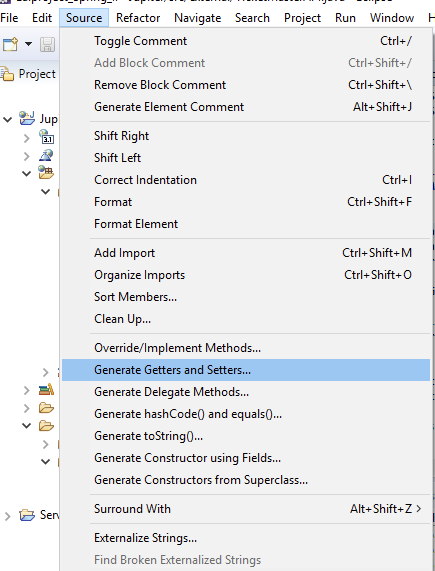 File Edit Source Refactor Navigate Search Project Run Window H
Project
Jup
3.1
Serv
Toggle Comment Ctrl+/
Add Block Comment Ctrl+Shift+/
Remove Block Comment Ctrl+Shift+\
Generate Element Comment Alt+Shift+J
Shift Right
Shift Left
Correct Indentation Ctrl+I
Format Ctrl+Shift+F
Format Element
Add Import Ctrl+Shift+M
Organize Imports Ctrl+Shift+O
Sort Members...
Clean Up...
Override/Implement Methods...
Generate Getters and Setters...
Generate Delegate Methods...
Generate hashCode() and equals()...
Generate toString()...
Generate Constructor using Fields...
Generate Constructors from Superclass...
Surround With Alt+Shift+Z >
Externalize Strings...
Find Broken Externalized Strings